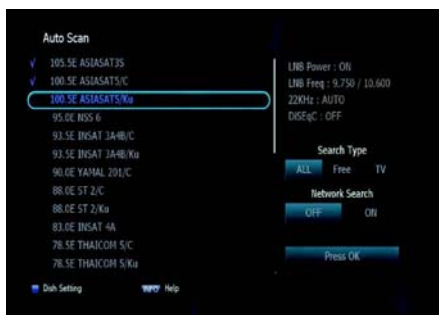 Auto Scan
√ 105.5E ASIASAT3S
√ 100.5E ASIASAT5/C
100.5E ASIASAT5/Ku
95.0E NSS 6
93.5E INSAT 3A4B/C
93.5E INSAT 3A4B/Ku
90.0E YAMAL 201/C
88.0E ST 2/C
88.0E ST 2/Ku
83.0E INSAT 4A
78.5E THAICOM 5/C
78.5E THAICOM 5/Ku
LNB Power : ON
LNB Freq : 9.750 / 10.600
22KHz : AUTO
DISEqC : OFF
Search Type
ALL Free TV
Network Search
OFF ON
Press OK
Dish Setting INFO Help